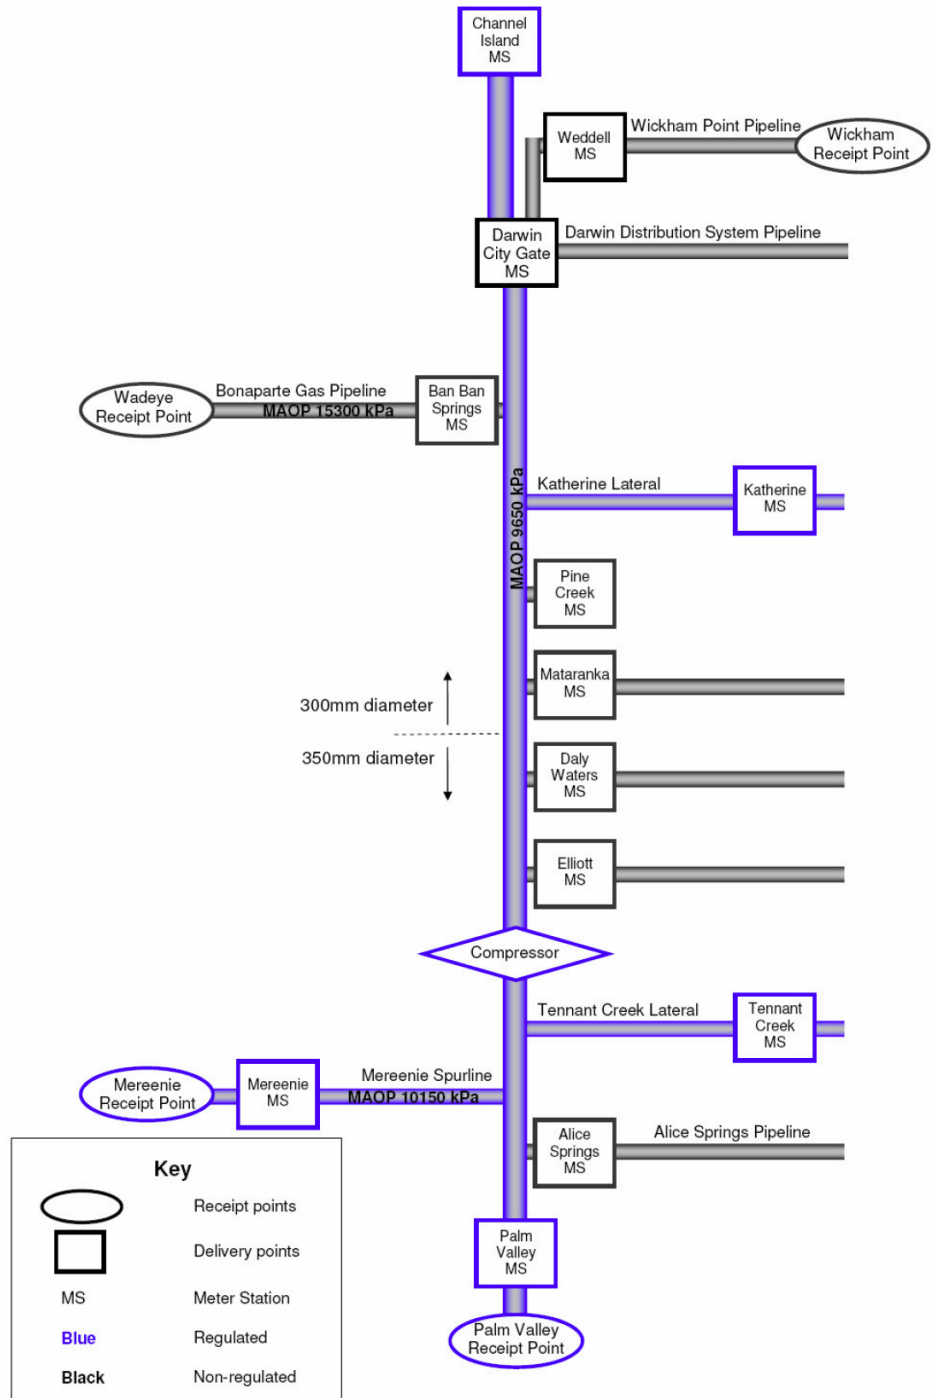 Channel
Island
MS
Weddell
MS
Wickham Point Pipeline
Wickham
Receipt Point
Darwin
City Gate
MS
Darwin Distribution System Pipeline
Wadeye
Receipt Point
Bonaparte Gas Pipeline
MAOP 15300 kPa
Ban Ban
Springs
MS
MAOP 9650 kPa
Katherine Lateral
Katherine
MS
Pine
Creek
MS
Mataranka
MS
300mm diameter
350mm diameter
Daly
Waters
MS
Elliott
MS
Compressor
Tennant Creek Lateral
Tennant
Creek
MS
Mereenie
Receipt Point
Mereenie
MS
Mereenie Spurline
MAOP 10150 kPa
Alice
Springs
MS
Alice Springs Pipeline
Palm
Valley
MS
Palm Valley
Receipt Point
Key
Receipt points
Delivery points
MS Meter Station
Blue Regulated
Black Non-regulated